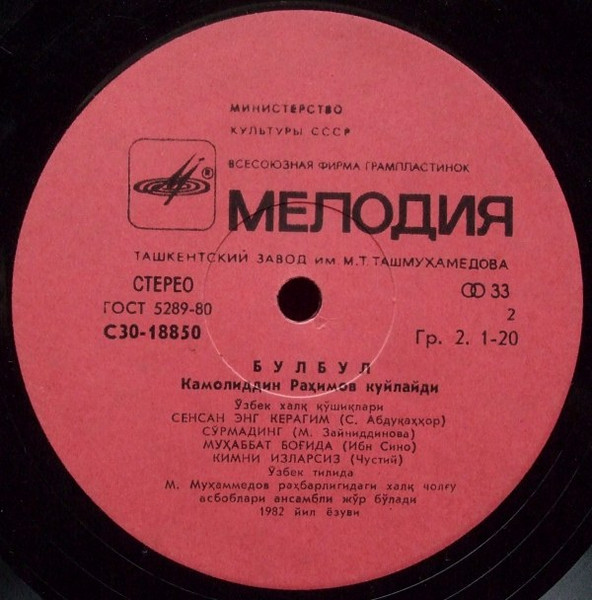 МИНИСТЕРСТВО
КУЛЬТУРЫ СССР
ВСЕСОЮЗНАЯ ФИРМА ГРАМПЛАСТИНОК
®
МЕЛОДИЯ
ТАШКЕНТСКИЙ ЗАВОД ИМ М.Т.ТАШМУХАМЕДОВА
СТЕРЕО
ГОСТ 5289-80
С30-18850
33
2
Гр. 2. 1-20
БУЛБУЛ
Камолиддин Раҳимов куйлайди
Ўзбек халқ қўшиқлари
СЕНСАН ЭНГ КЕРАГИМ (С. Абдуқаҳҳор)
СЎРМАДИНГ (М. Зайниддинова)
МУҲАББАТ БОҒИДА (Ибн Сино)
КИМНИ ИЗЛАРСИЗ (Чустий)
Ўзбек тилида
М. Муҳаммедов раҳбарлигидаги халқ чолғу
асбоблари ансамбли жўр бўлади
1982 йил ёзуви